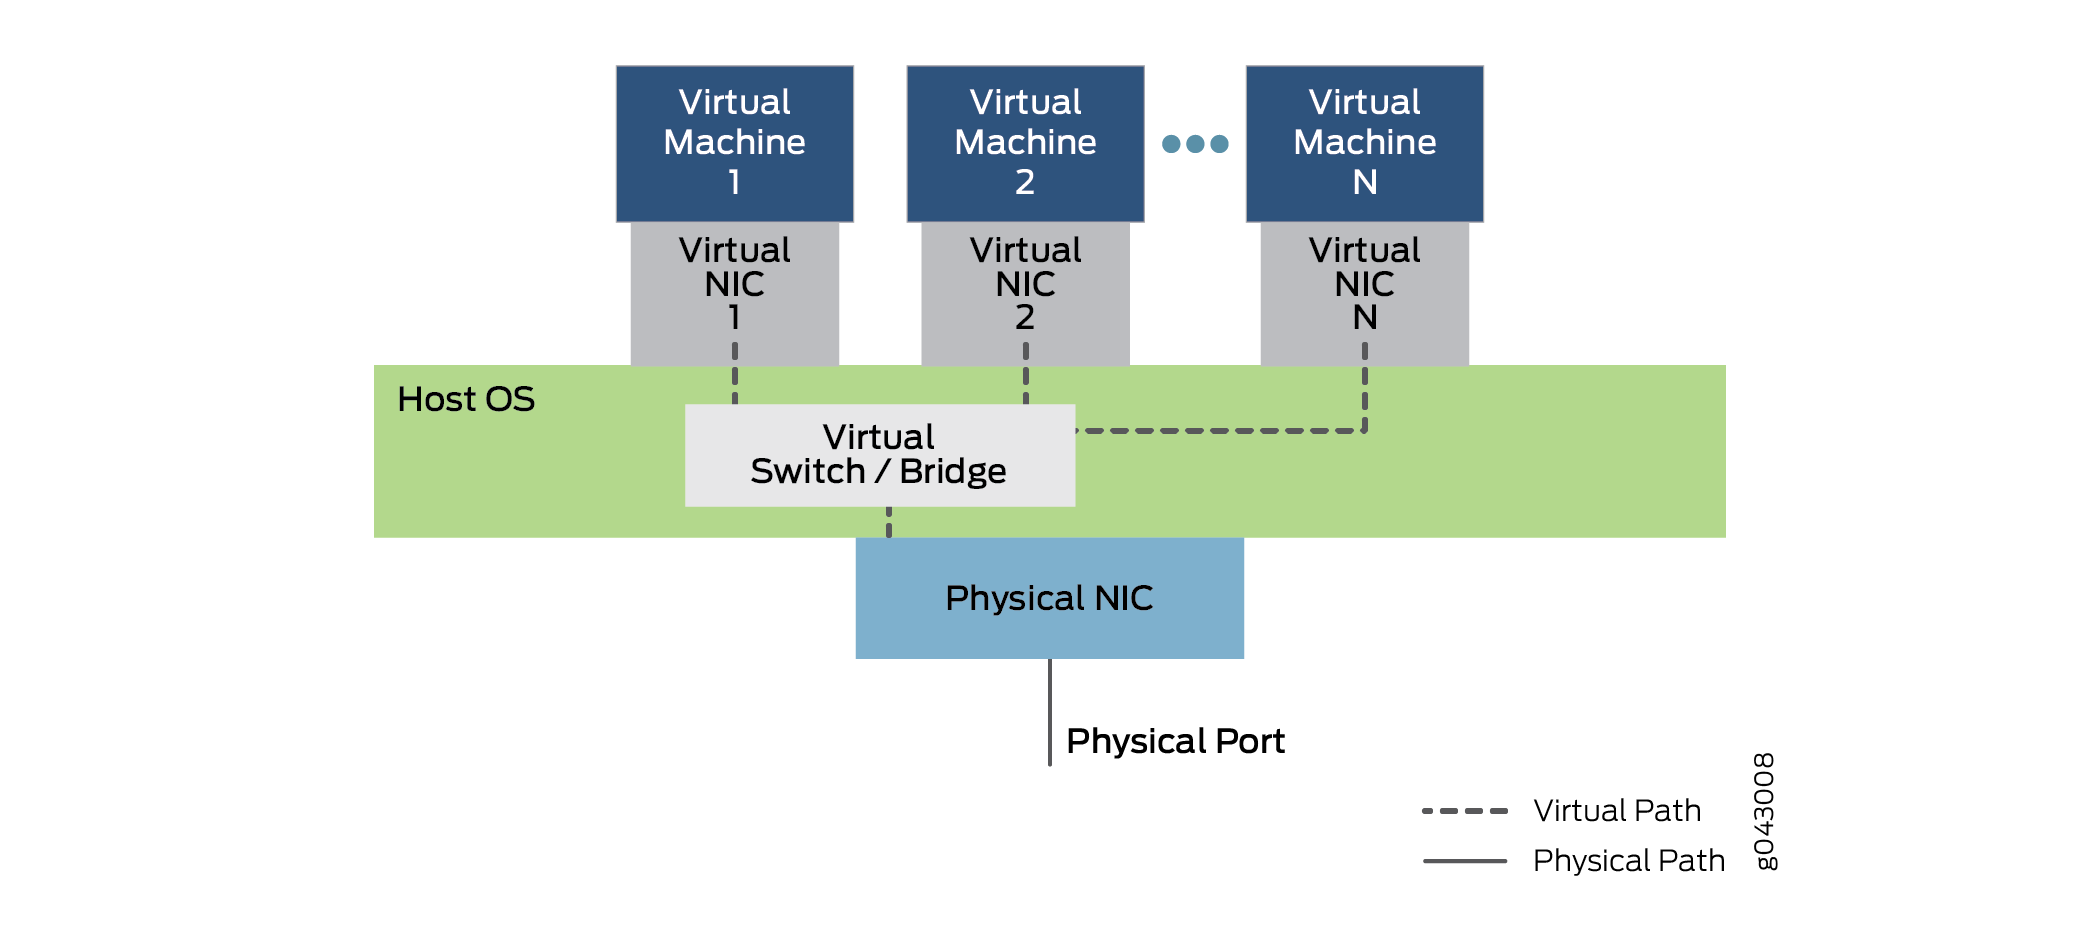 Virtual
Machine
1
Virtual
Machine
2
Virtual
Machine
N
Virtual
NIC
1
Virtual
NIC
2
Virtual
NIC
N
Host OS
Virtual
Switch / Bridge
Physical NIC
Physical Port
Virtual Path
Physical Path
g043008